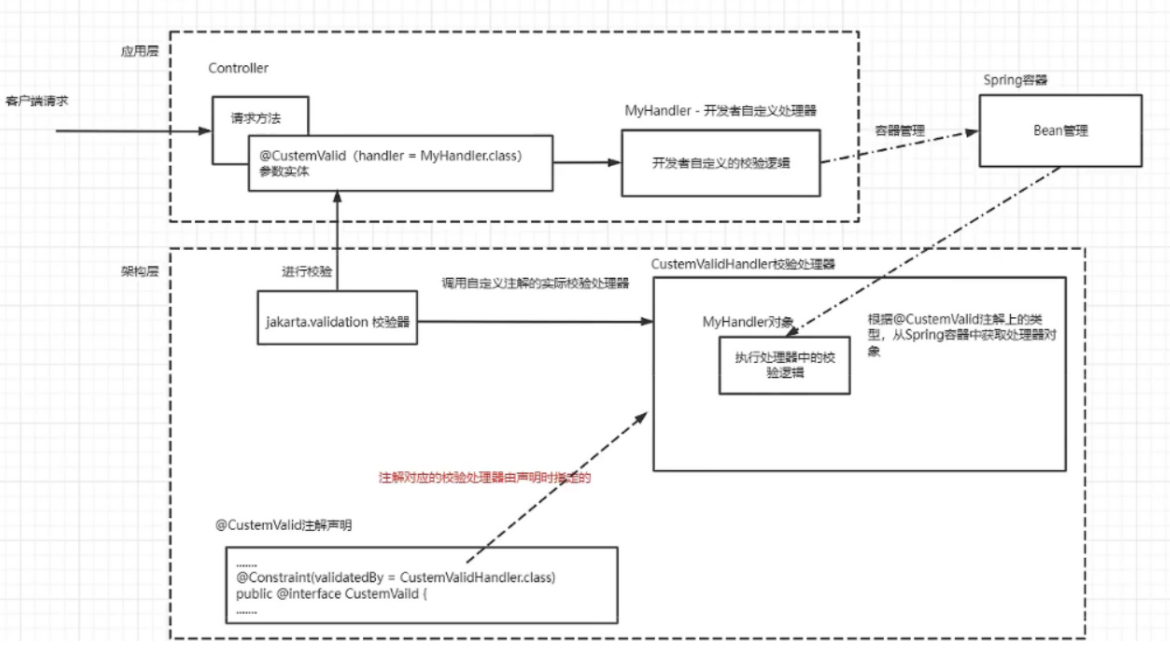 应用层
Controller
客户端请求
请求方法
@CustemValid（handler = MyHandler.class）
参数实体
MyHandler - 开发者自定义处理器
开发者自定义的校验逻辑
容器管理
Spring容器
Bean管理
架构层
进行校验
jakarta.validation 校验器
调用自定义注解的实际校验处理器
CustemValidHandler校验处理器
MyHandler对象
执行处理器中的校
验逻辑
根据@CustemValid注解上的类
型，从Spring容器中获取处理器对
象
注解对应的校验处理器由声明时指定的
@CustemValid注解声明
.......
@Constraint(validatedBy = CustemValidHandler.class)
public @interface CustemVaild {
.......